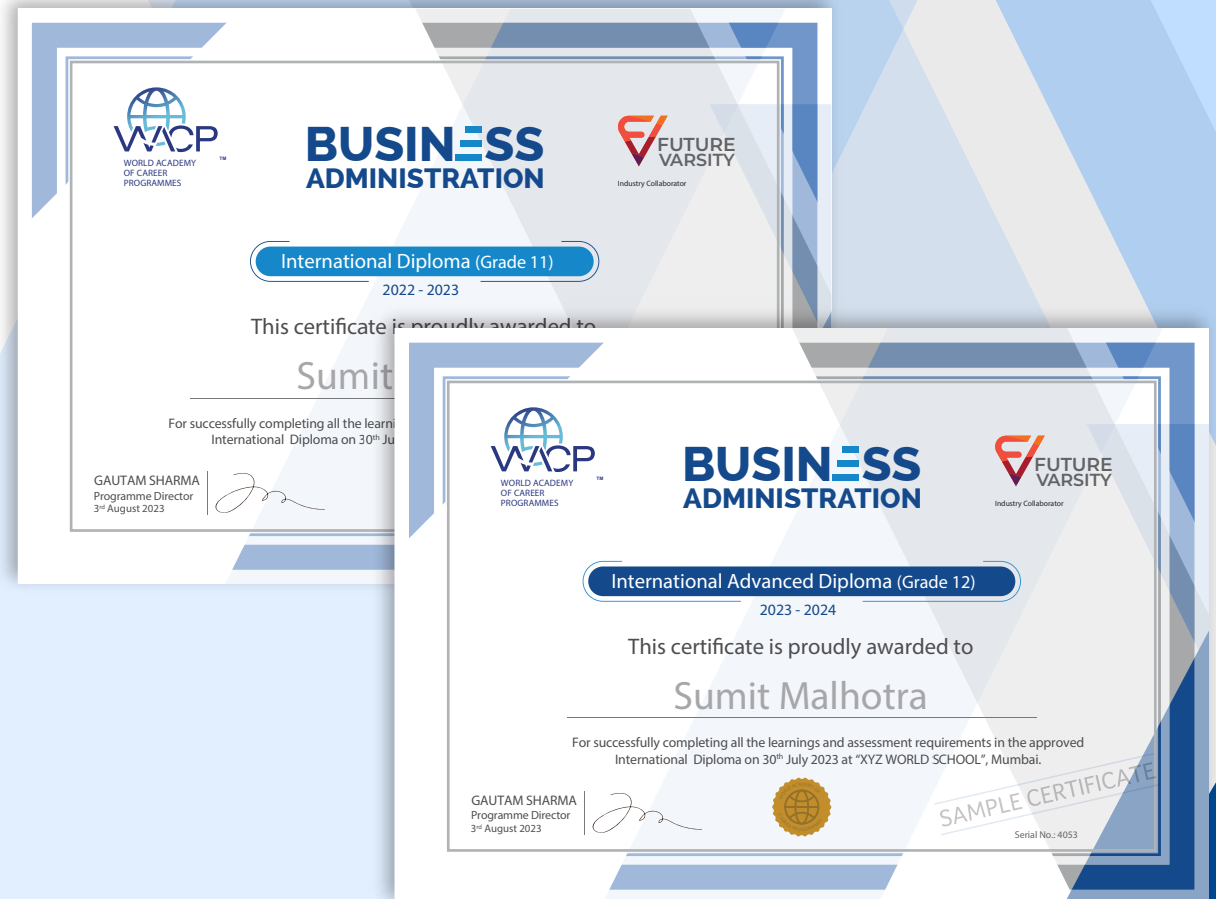 WACP
WORLD ACADEMY
OF CAREER
PROGRAMMES
TM
BUSINESS
ADMINISTRATION
FUTURE
VARSITY
Industry Collaborator
International Diploma (Grade 11)
2022 - 2023
This certificate is proudly awarded to
Sumit
For successfully completing all the
International Diploma on 30th
GAUTAM SHARMA
Programme Director
3rd August 2023
WACP
WORLD ACADEMY
OF CAREER
PROGRAMMES
TM
BUSINESS
ADMINISTRATION
FUTURE
VARSITY
Industry Collaborator
International Advanced Diploma (Grade 12)
2023 - 2024
This certificate is proudly awarded to
Sumit Malhotra
For successfully completing all the learnings and assessment requirements in the approved
International Diploma on 30th July 2023 at “XYZ WORLD SCHOOL”, Mumbai.
GAUTAM SHARMA
Programme Director
3rd August 2023
SAMPLE CERTIFICATE
Serial No.: 4053